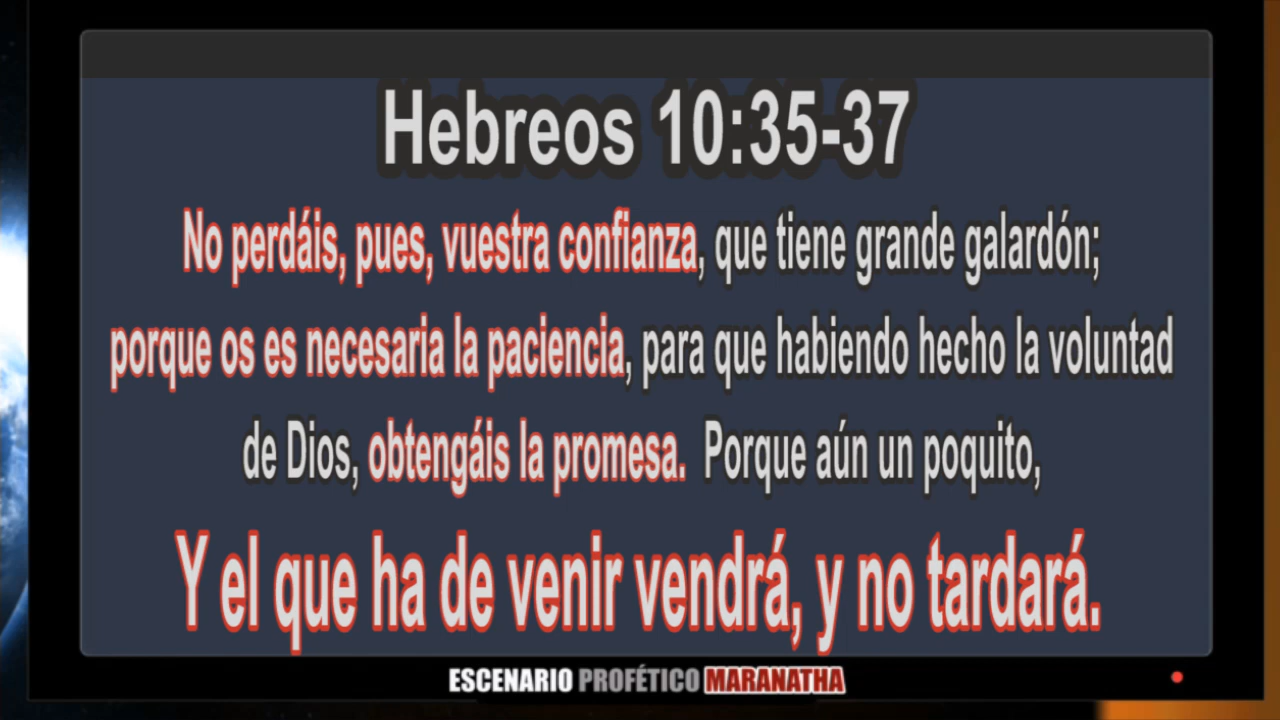 Hebreos 10:35-37
No perdáis, pues, vuestra confianza, que tiene grande galardón;
porque os es necesaria la paciencia, para que habiendo hecho la voluntad
de Dios, obtengáis la promesa. Porque aún un poquito,
Y el que ha de venir vendrá, y no tardará.
ESCENARIO PROFÉTICO MARANATHA